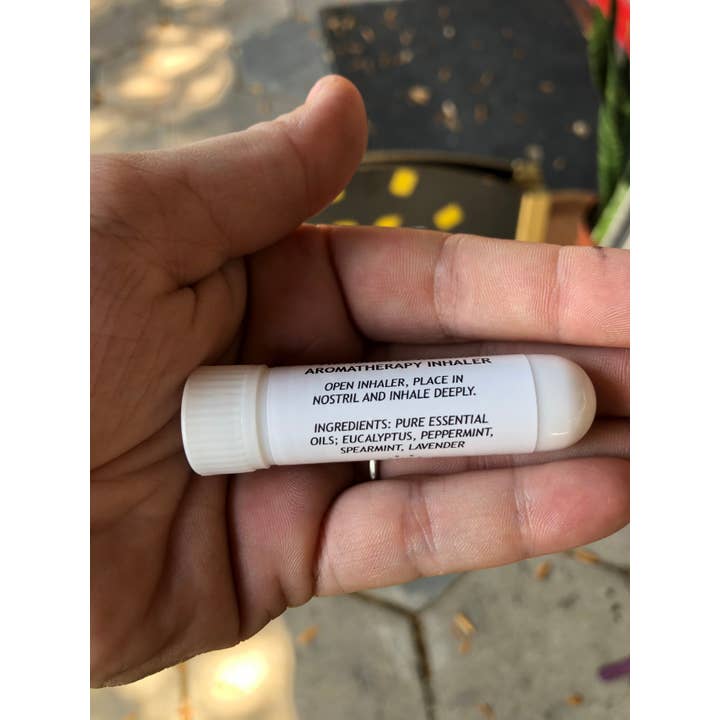 AROMATHERAPY INHALER
OPEN INHALER, PLACE IN
NOSTRIL AND INHALE DEEPLY.
INGREDIENTS: PURE ESSENTIAL
OILS; EUCALYPTUS, PEPPERMINT,
SPEARMINT, LAVENDER